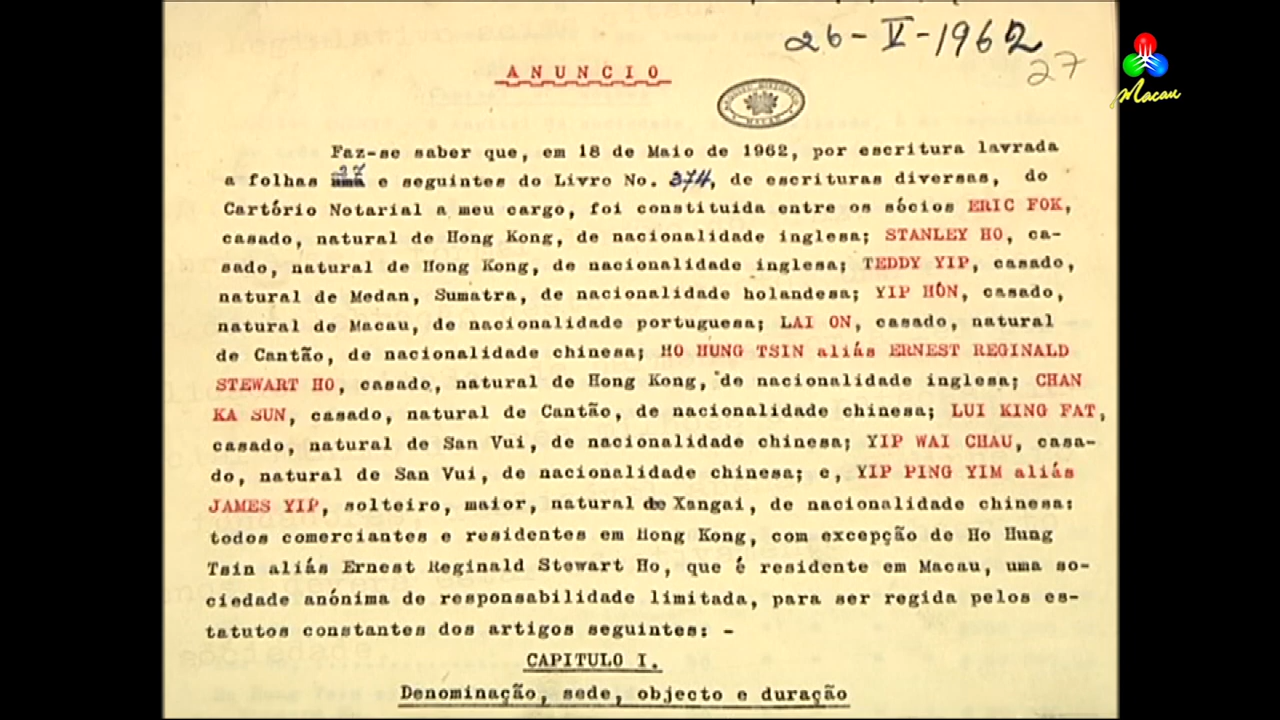 26-V-1962
27
Macau
ANUNCIO
Faz-se saber que, em 18 de Maio de 1962, por escritura lavrada
a folhas 27 e seguintes do Livro No. 374, de escrituras diversas, do
Cartório Notarial a meu cargo, foi constituida entre os sócios ERIC FOK,
casado, natural de Hong Kong, de nacionalidade inglesa; STANLEY HO, ca-
sado, natural de Hong Kong, de nacionalidade inglesa; TEDDY YIP, casado,
natural de Medan, Sumatra, de nacionalidade holandesa; YIP HON, casado,
natural de Macau, de nacionalidade portuguesa; LAI ON, casado, natural
de Cantão, de nacionalidade chinesa; HO HUNG TSIN aliás ERNEST REGINALD
STEWART HO, casado, natural de Hong Kong, de nacionalidade inglesa; CHAN
KA SUN, casado, natural de Cantão, de nacionalidade chinesa; LUI KING FAT,
casado, natural de San Vui, de nacionalidade chinesa; YIP WAI CHAU, casa-
do, natural de San Vui, de nacionalidade chinesa; e, YIP PING YIM aliás
JAMES YIP, solteiro, maior, natural de Xangai, de nacionalidade chinesa:
todos comerciantes e residentes em Hong Kong, com excepção de Ho Hung
Tsin aliás Ernest Reginald Stewart Ho, que é residente em Macau, uma so-
ciedade anónima de responsabilidade limitada, para ser regida pelos es-
tatutos constantes dos artigos seguintes: -
CAPITULO I.
Denominação, sede, objecto e duração